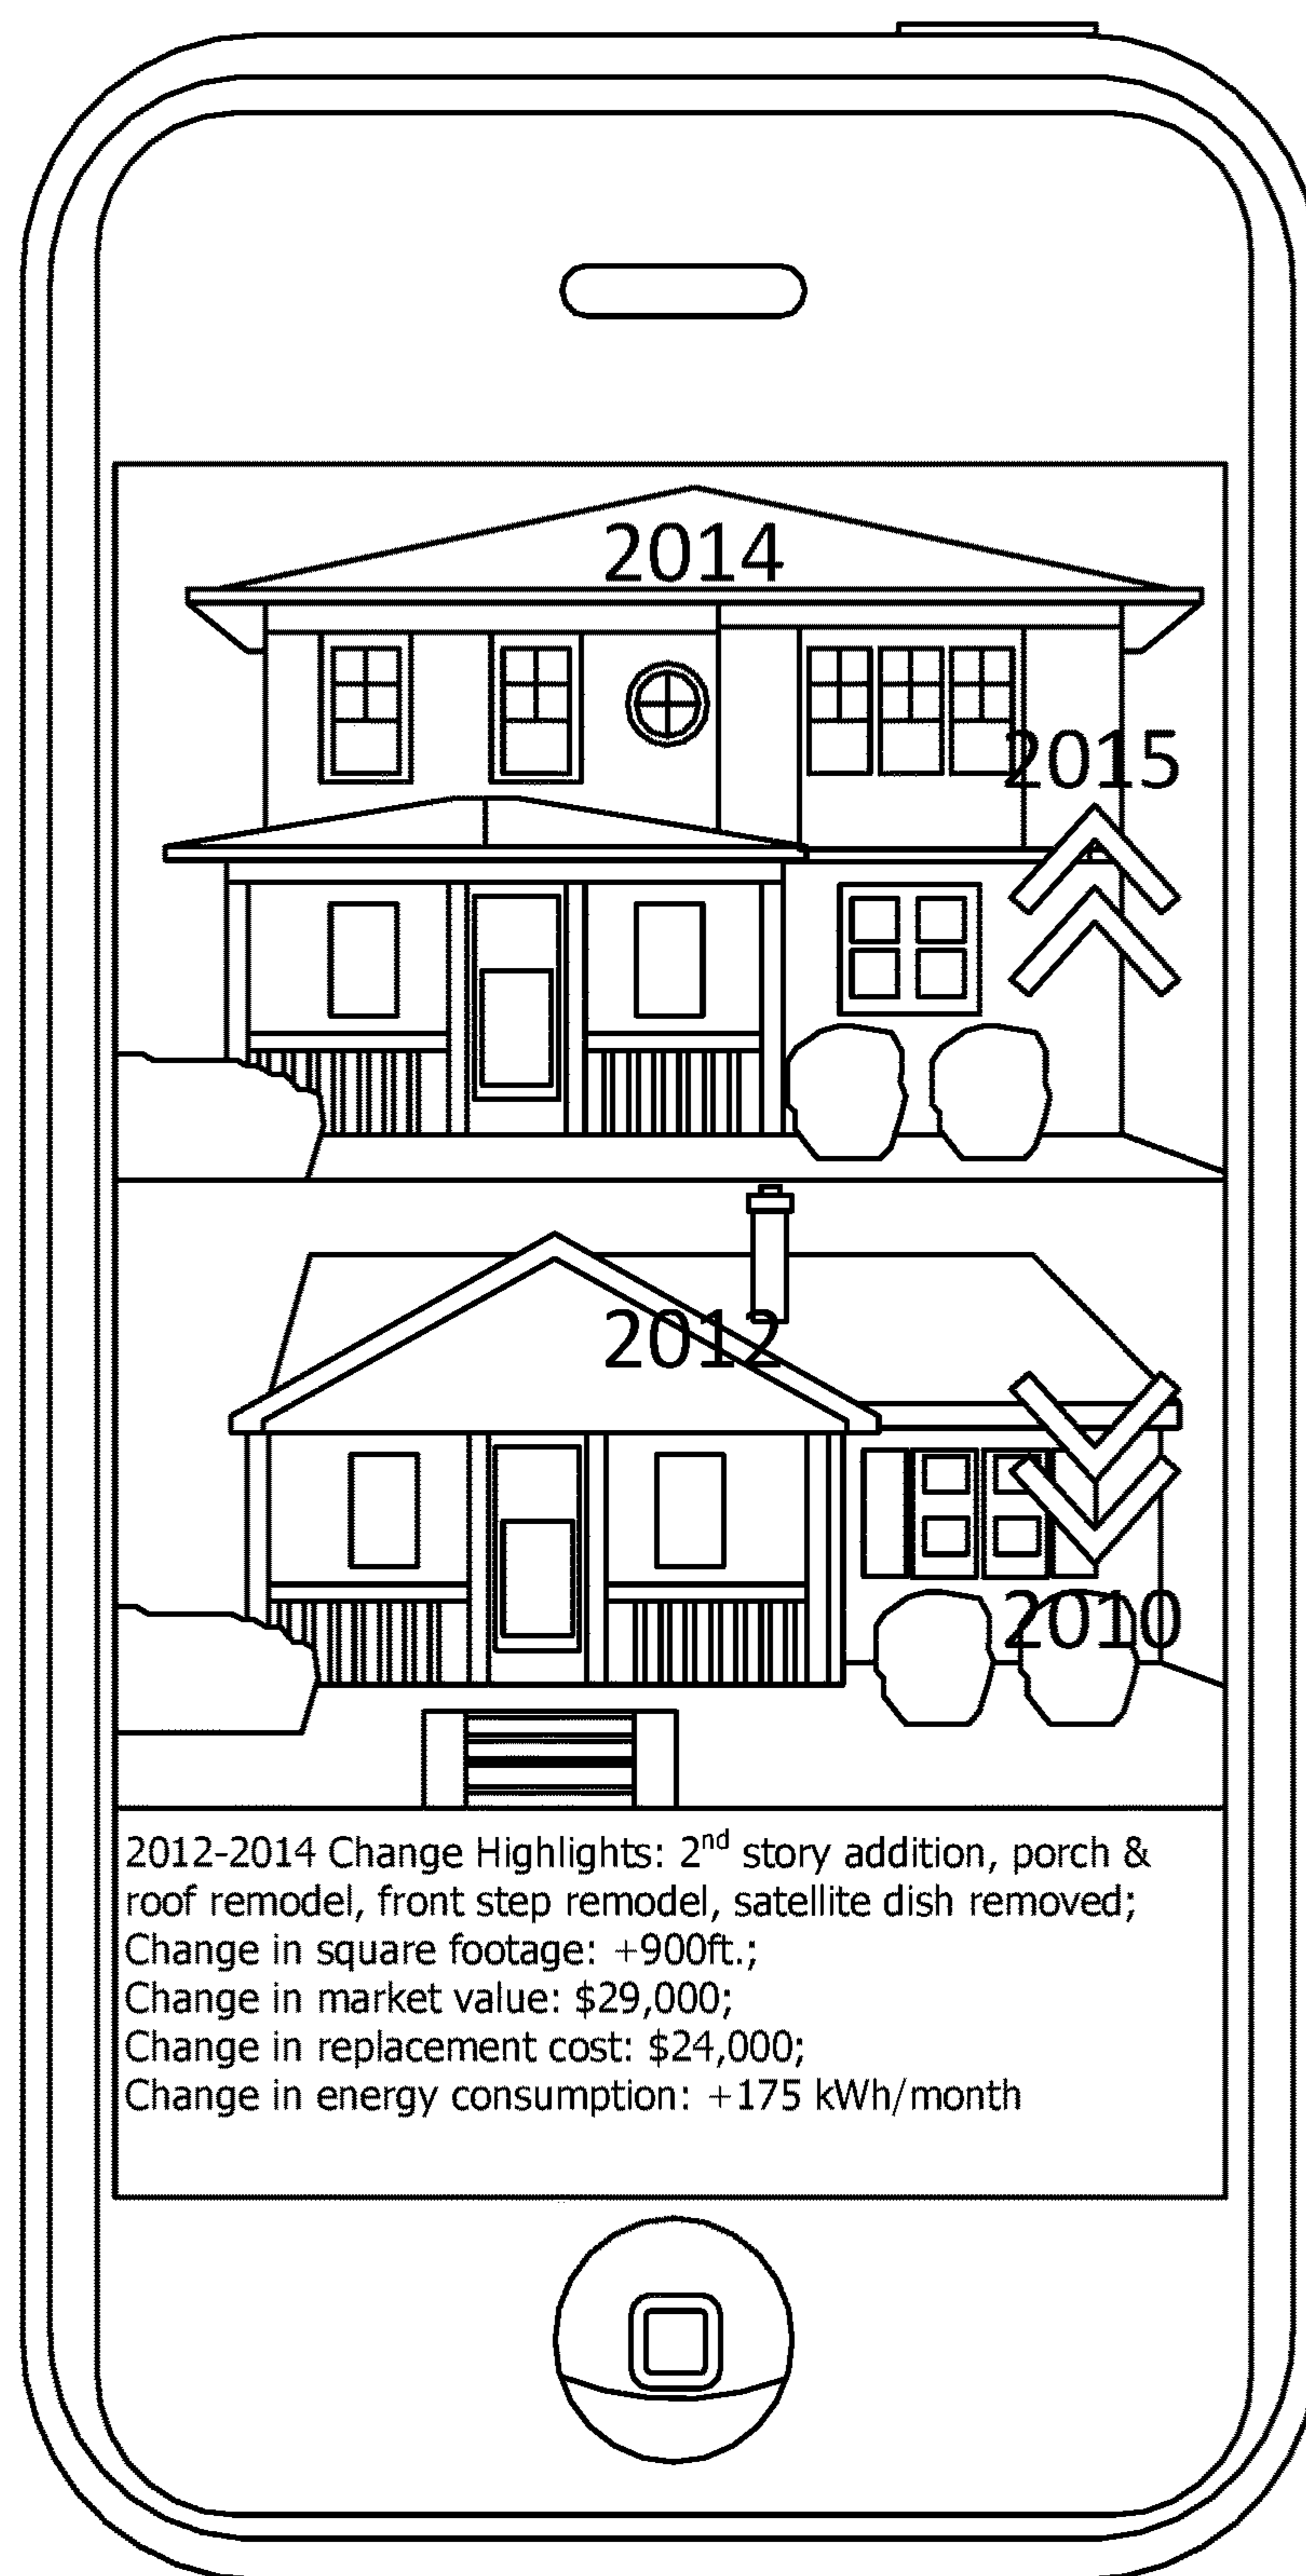 2014
2015
2012
2010
2012-2014 Change Highlights: 2nd story addition, porch &
roof remodel, front step remodel, satellite dish removed;
Change in square footage: +900ft.;
Change in market value: $29,000;
Change in replacement cost: $24,000;
Change in energy consumption: +175 kWh/month